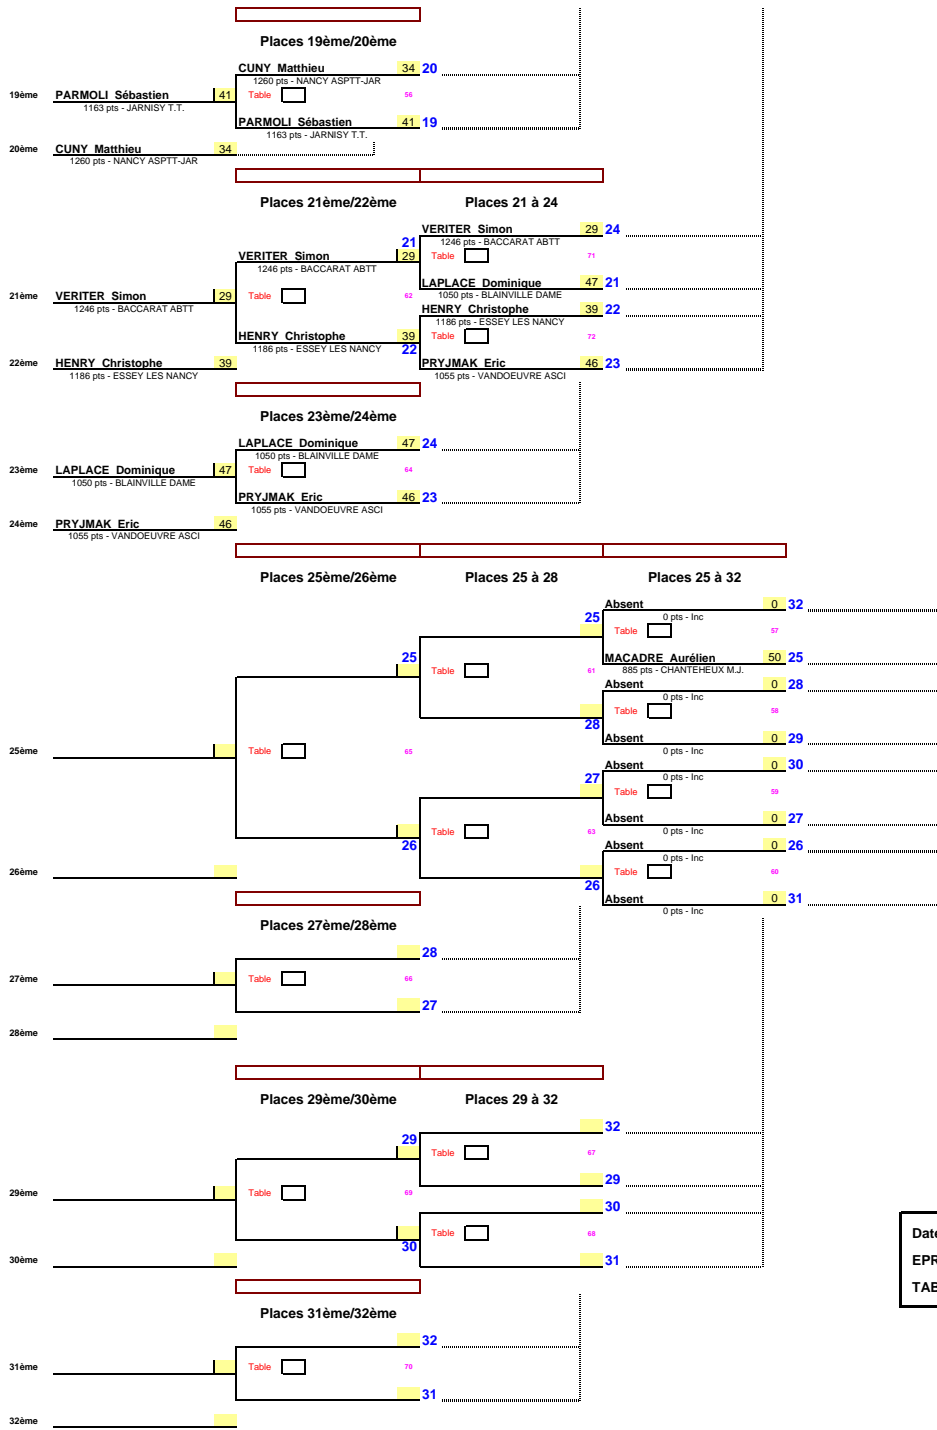 Places 19ème/20ème
CUNY Matthieu 34 20
1260 pts - NANCY ASPTT-JAR
19ème PARMOLI Sébastien 41 Table 56
1163 pts - JARNISY T.T.
PARMOLI Sébastien 41 19
1163 pts - JARNISY T.T.
20ème CUNY Matthieu 34
1260 pts - NANCY ASPTT-JAR
Places 21ème/22ème Places 21 à 24
VERITER Simon 29 24
21 1246 pts - BACCARAT ABTT
VERITER Simon 29 Table 71
1246 pts - BACCARAT ABTT
LAPLACE Dominique 47 21
21ème VERITER Simon 29 Table 62 1050 pts - BLAINVILLE DAME
1246 pts - BACCARAT ABTT
HENRY Christophe 39 22
1186 pts - ESSEY LES NANCY
HENRY Christophe 39 Table 72
1186 pts - ESSEY LES NANCY 22
22ème HENRY Christophe 39 PRYJMAK Eric 46 23
1186 pts - ESSEY LES NANCY 1055 pts - VANDOEUVRE ASCI
Places 23ème/24ème
LAPLACE Dominique 47 24
1050 pts - BLAINVILLE DAME
23ème LAPLACE Dominique 47 Table 64
1050 pts - BLAINVILLE DAME
PRYJMAK Eric 46 23
1055 pts - VANDOEUVRE ASCI
24ème PRYJMAK Eric 46
1055 pts - VANDOEUVRE ASCI
Places 25ème/26ème Places 25 à 28 Places 25 à 32
Absent 0 32
25 0 pts - Inc
Table 57
25 MACADRE Aurélien 50 25
Table 61 885 pts - CHANTEHEUX M.J.
Absent 0 28
0 pts - Inc
Table 58
28
Absent 0 29
25ème Table 65 0 pts - Inc
Absent 0 30
27 0 pts - Inc
Table 59
Absent 0 27
Table 63 0 pts - Inc
26 Absent 0 26
0 pts - Inc
26ème Table 60
26
Absent 0 31
0 pts - Inc
Places 27ème/28ème
28
27ème Table 66
27
28ème
Places 29ème/30ème Places 29 à 32
32
29
Table 67
29
29ème Table 69
30
Table 68
30
30ème 31
Date
EPR
TAB
Places 31ème/32ème
32
31ème Table 70
31
32ème